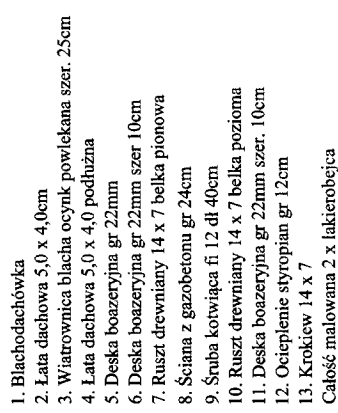 1. Blachodachówka
2. Łata dachowa 5,0 x 4,0cm
3. Wiatrownica blacha ocynk powlekana szer. 25cm
4. Łata dachowa 5,0 x 4,0 podłużna
5. Deska boazeryjna gr 22mm
6. Deska boazeryjna gr 22mm szer 10cm
7. Ruszt drewniany 14 x 7 belka pionowa
8. Ściana z gazobetonu gr 24cm
9. Śruba kotwiąca fi 12 dł 40cm
10. Ruszt drewniany 14 x 7 belka pozioma
11. Deska boazeryjna gr 22mm szer. 10cm
12. Ocieplenie styropian gr 12cm
13. Krokiew 14 x 7
Całość malowana 2 x lakierobejca